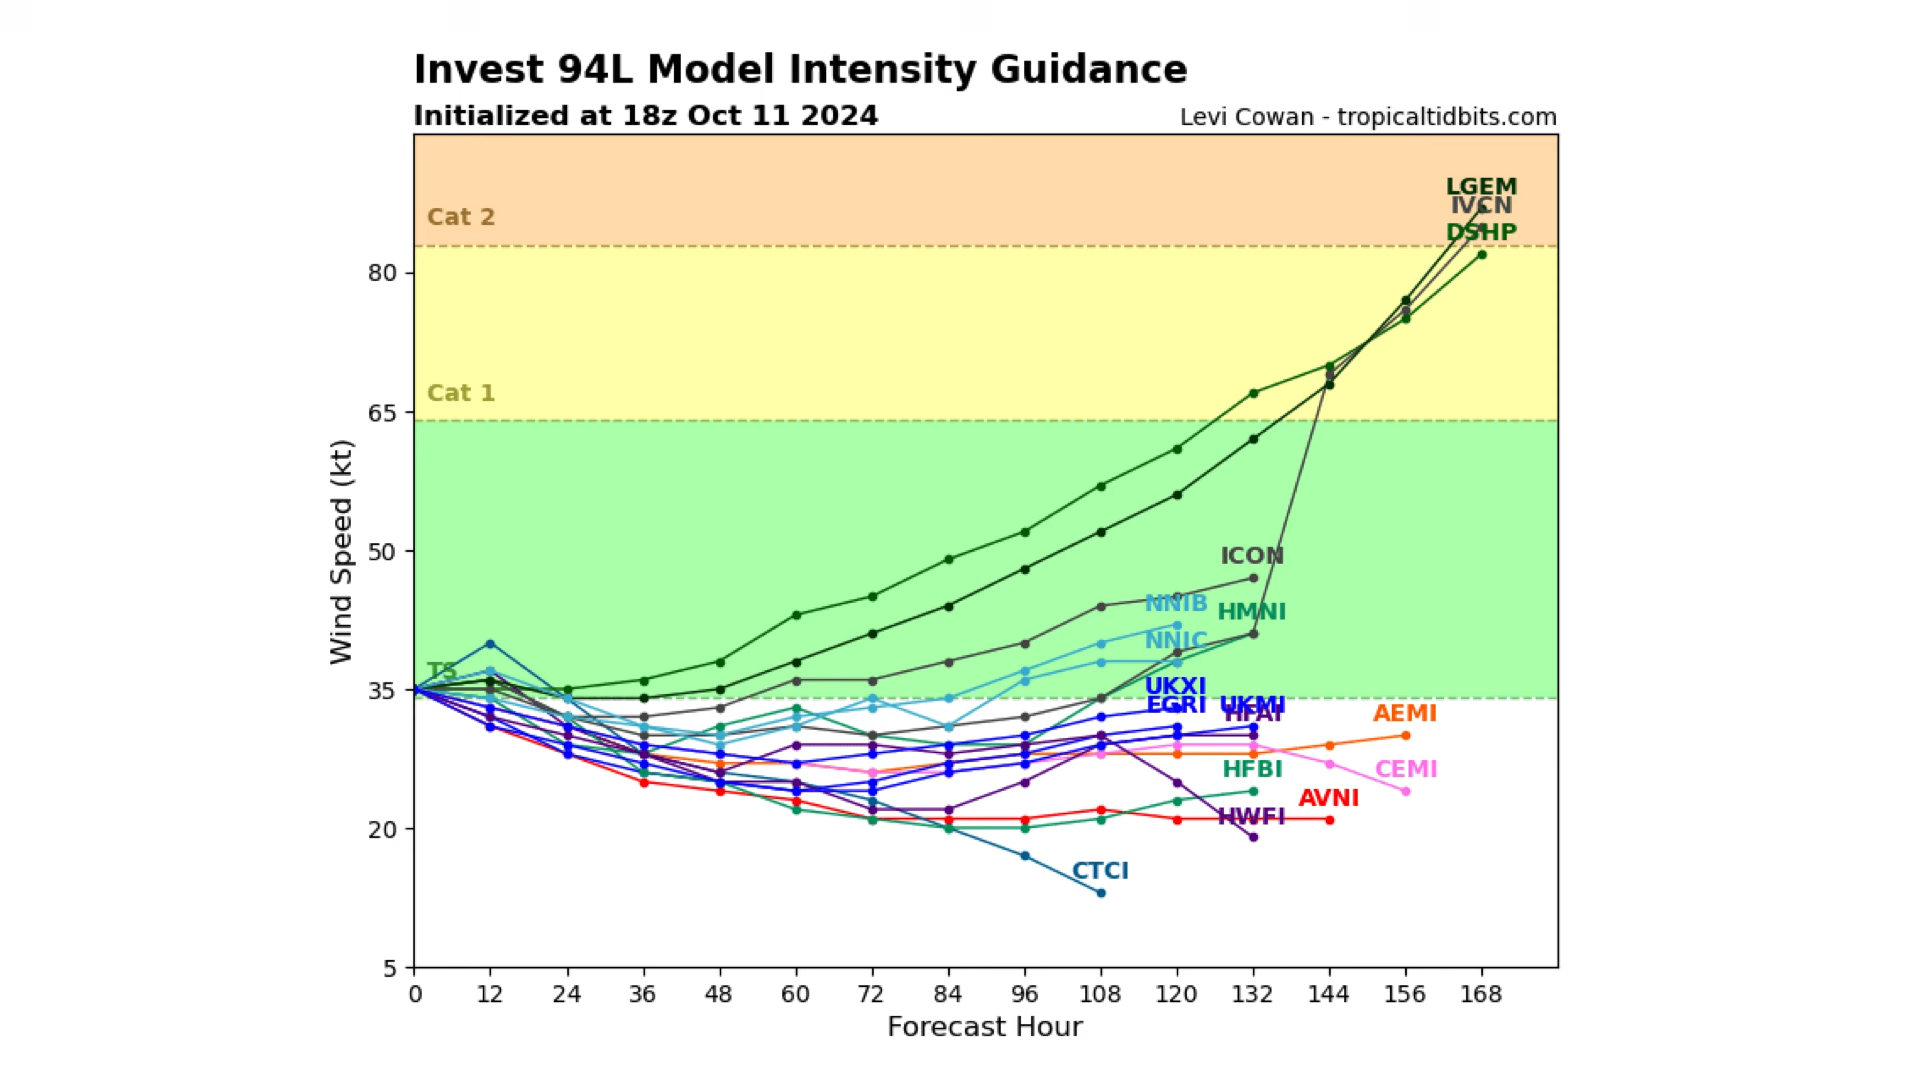 Invest 94L Model Intensity Guidance
Initialized at 18z Oct 11 2024
Levi Cowan - tropicaltidbits.com
LGEM
IVCN
DSHP
Cat 2
80
Cat 1
65
Wind Speed (kt)
50
ICON
NNIB
HMNI
NNIC
TS
35
UKXI
EGRI
UKMI
HFAI
AEMI
HFBI
CEMI
AVNI
HWFI
20
CTCI
5
0 12 24 36 48 60 72 84 96 108 120 132 144 156 168
Forecast Hour